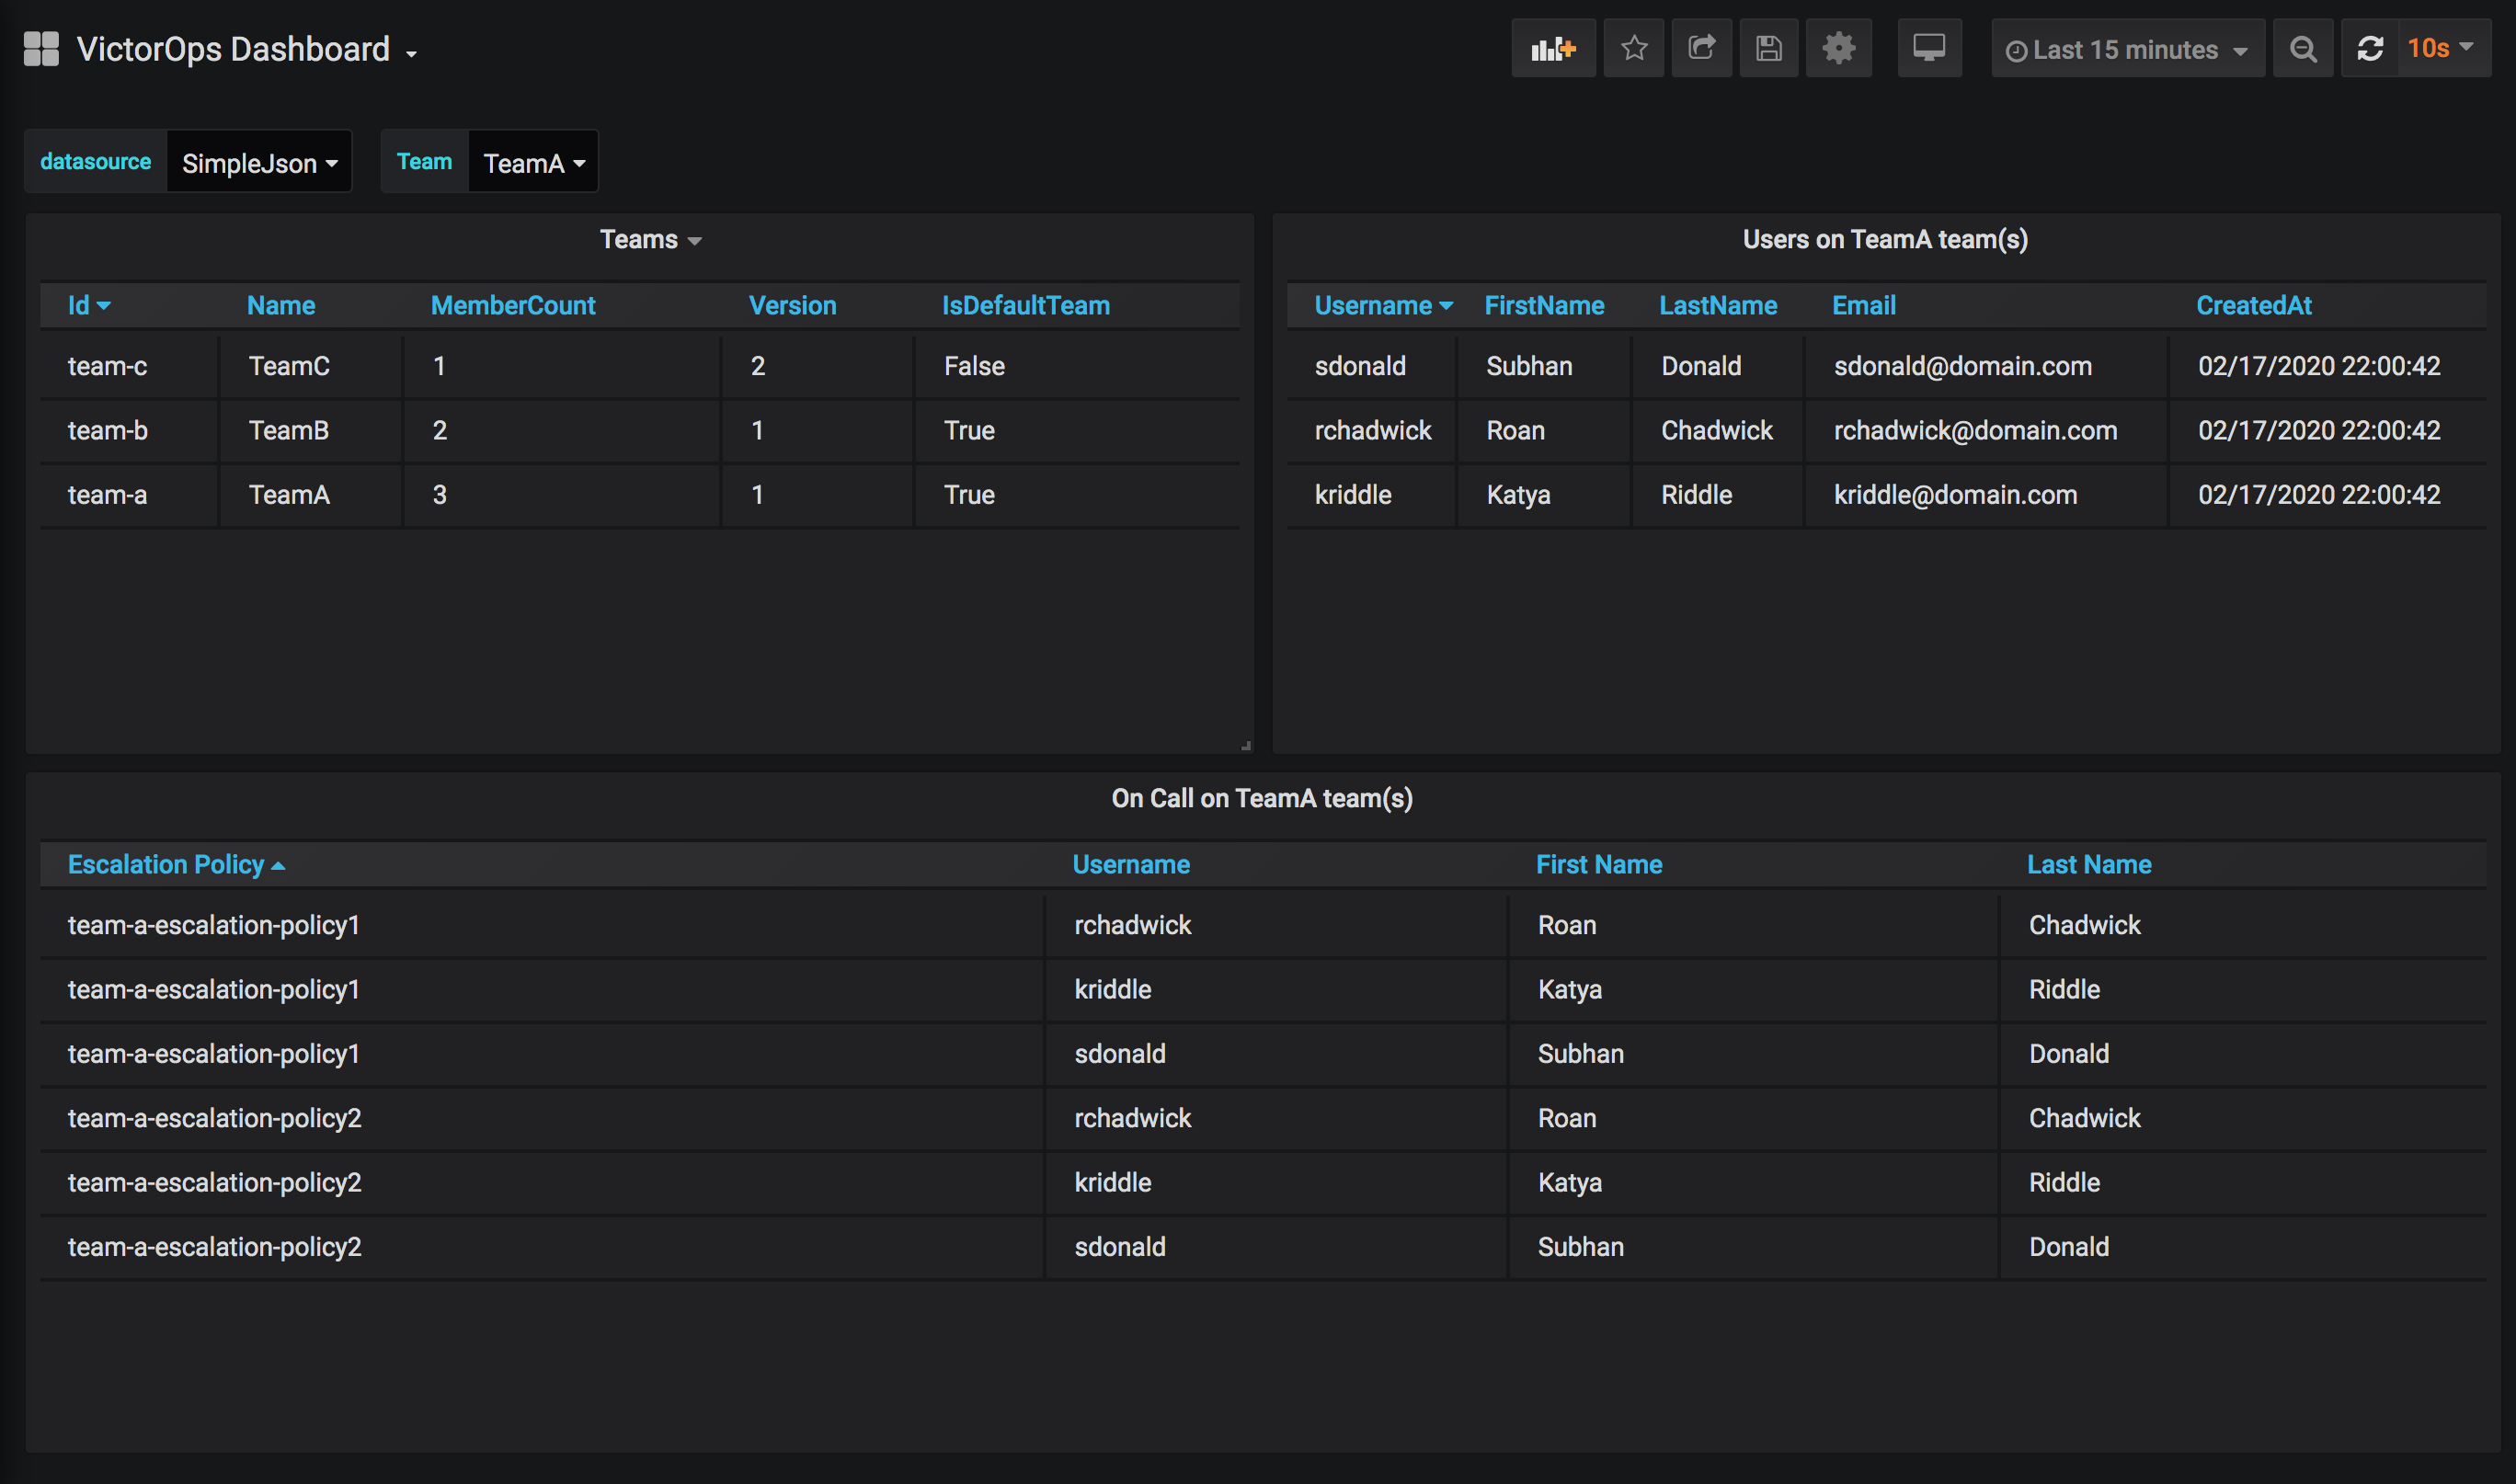 VictorOps Dashboard
Last 15 minutes 10s
datasource SimpleJson Team TeamA
Teams
Id Name MemberCount Version IsDefaultTeam
team-c TeamC 1 2 False
team-b TeamB 2 1 True
team-a TeamA 3 1 True
Users on TeamA team(s)
Username FirstName LastName Email CreatedAt
sdonald Subhan Donald sdonald@domain.com 02/17/2020 22:00:42
rchadwick Roan Chadwick rchadwick@domain.com 02/17/2020 22:00:42
kriddle Katya Riddle kriddle@domain.com 02/17/2020 22:00:42
On Call on TeamA team(s)
Escalation Policy Username First Name Last Name
team-a-escalation-policy1 rchadwick Roan Chadwick
team-a-escalation-policy1 kriddle Katya Riddle
team-a-escalation-policy1 sdonald Subhan Donald
team-a-escalation-policy2 rchadwick Roan Chadwick
team-a-escalation-policy2 kriddle Katya Riddle
team-a-escalation-policy2 sdonald Subhan Donald